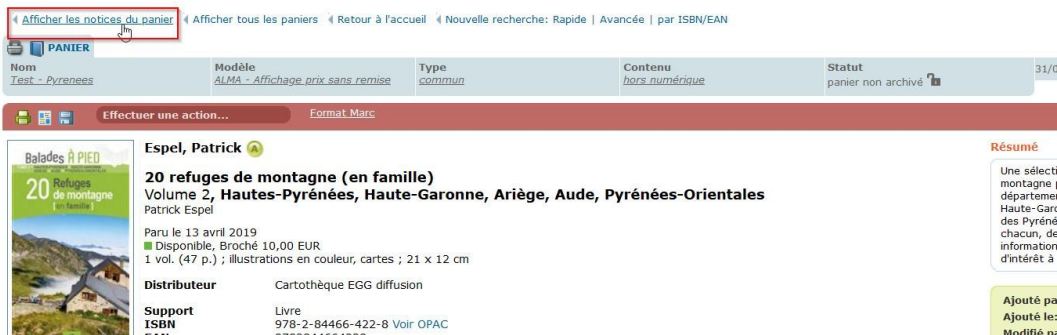 Afficher les notices du panier Afficher tous les paniers Retour à l'accueil Nouvelle recherche: Rapide | Avancée | par ISBN/EAN
PANIER
Nom Modèle Type Contenu Statut 31/0
Test - Pyrenees ALMA - Affichage prix sans remise commun hors numérique panier non archivé
Effectuer une action... Format Marc
Balades À PIED
20 Refuges de montagne
(en famille)
Espel, Patrick A
20 refuges de montagne (en famille)
Volume 2, Hautes-Pyrénées, Haute-Garonne, Ariège, Aude, Pyrénées-Orientales
Patrick Espel
Paru le 13 avril 2019
Disponible, Broché 10,00 EUR
1 vol. (47 p.) ; illustrations en couleur, cartes ; 21 x 12 cm
Distributeur Cartothèque EGG diffusion
Support Livre
ISBN 978-2-84466-422-8 Voir OPAC
Résumé
Une sélecti
montagne p
départemen
Haute-Garo
des Pyréné
chacun, de
information
d'intérêt à
Ajouté pa
Ajouté le:
Modifié pa